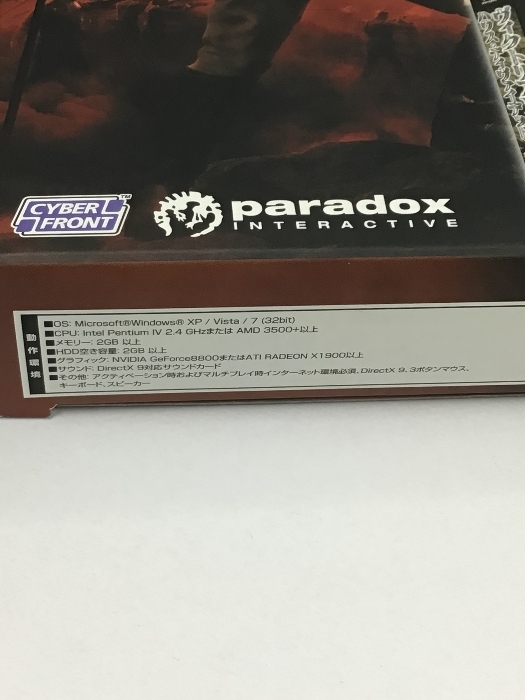 CYBER
FRONT
TM
paradox
INTERACTIVE
動作環境
■OS: Microsoft®Windows® XP / Vista / 7 (32bit)
■CPU: Intel Pentium IV 2.4 GHzまたは AMD 3500+以上
■メモリー: 2GB 以上
■HDD空き容量: 2GB 以上
■グラフィック: NVIDIA GeForce8800またはATI RADEON X1900以上
■サウンド: DirectX 9対応サウンドカード
■その他: アクティベーション時およびマルチプレイ時インターネット環境必須、DirectX 9、3ボタンマウス、
キーボード、スピーカー